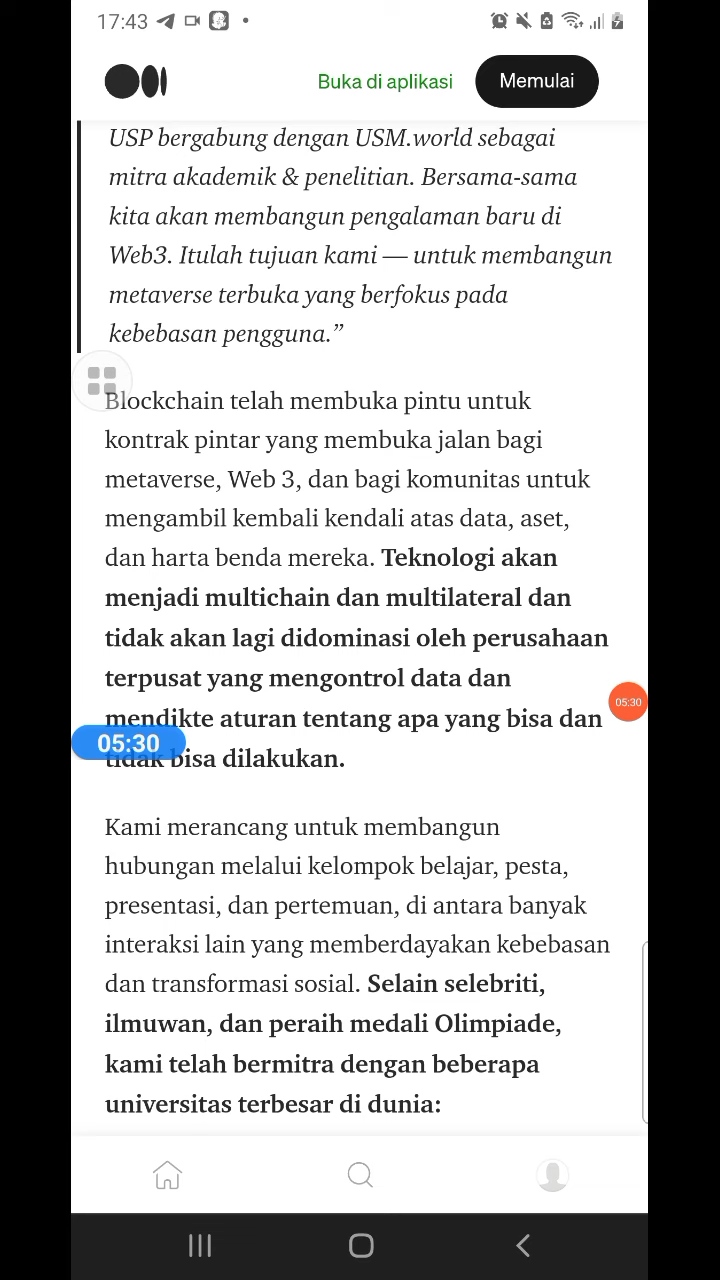 17:43
Buka di aplikasi
Memulai
USP bergabung dengan USM.world sebagai
mitra akademik & penelitian. Bersama-sama
kita akan membangun pengalaman baru di
Web3. Itulah tujuan kami — untuk membangun
metaverse terbuka yang berfokus pada
kebebasan pengguna.”
Blockchain telah membuka pintu untuk
kontrak pintar yang membuka jalan bagi
metaverse, Web 3, dan bagi komunitas untuk
mengambil kembali kendali atas data, aset,
dan harta benda mereka. Teknologi akan
menjadi multichain dan multilateral dan
tidak akan lagi didominasi oleh perusahaan
terpusat yang mengontrol data dan
mendikte aturan tentang apa yang bisa dan
05:30
05:30
tidak bisa dilakukan.
Kami merancang untuk membangun
hubungan melalui kelompok belajar, pesta,
presentasi, dan pertemuan, di antara banyak
interaksi lain yang memberdayakan kebebasan
dan transformasi sosial. Selain selebriti,
ilmuwan, dan peraih medali Olimpiade,
kami telah bermitra dengan beberapa
universitas terbesar di dunia: